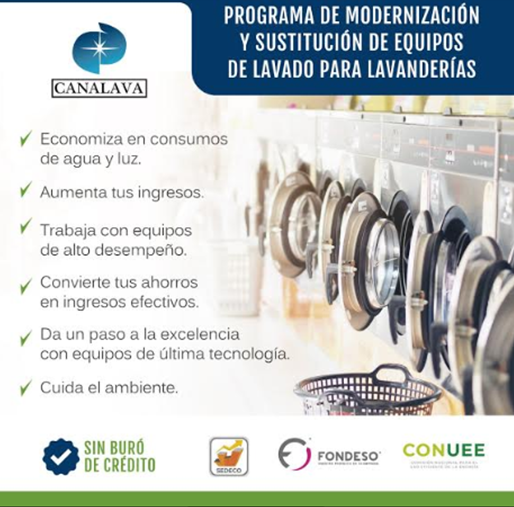 PROGRAMA DE MODERNIZACIÓN
Y SUSTITUCIÓN DE EQUIPOS
DE LAVADO PARA LAVANDERÍAS
CANALAVA
Economiza en consumos
de agua y luz.
Aumenta tus ingresos.
Trabaja con equipos
de alto desempeño.
Convierte tus ahorros
en ingresos efectivos.
Da un paso a la excelencia
con equipos de última tecnología.
Cuida el ambiente.
SIN BURÓ
DE CRÉDITO
SEDECO
FONDESO
CONUEE